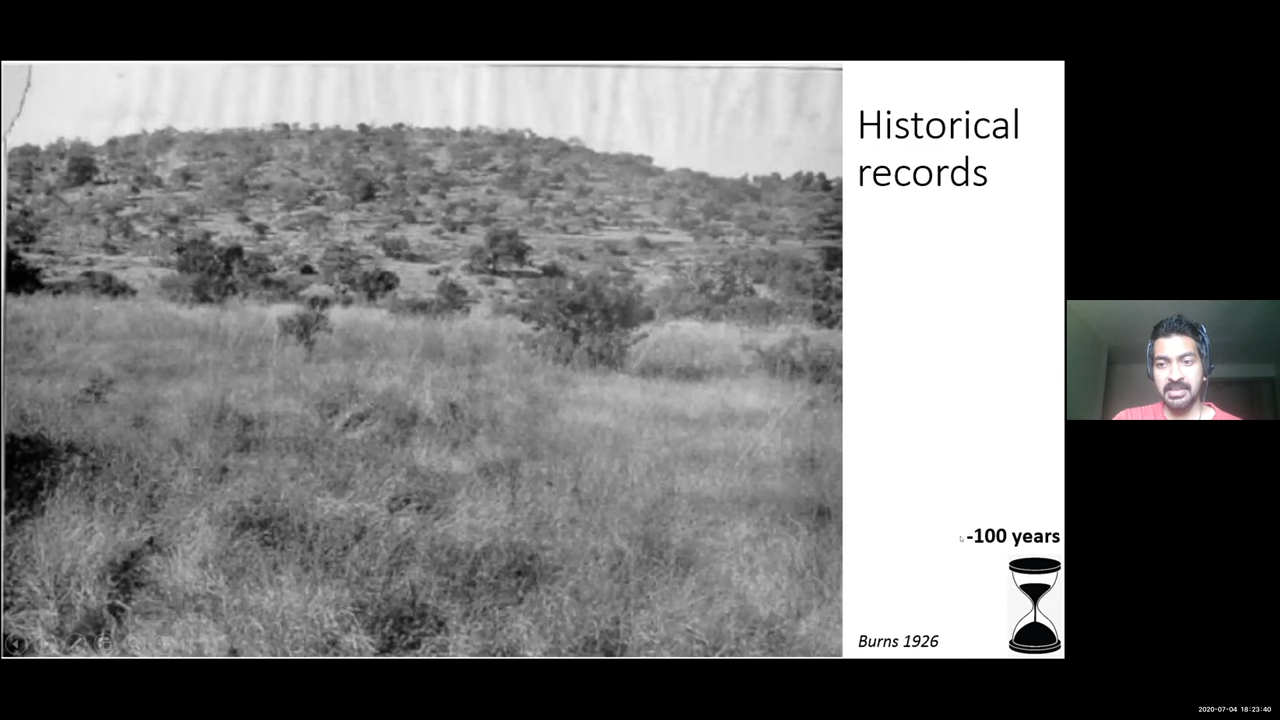 Historical
records
-100 years
Burns 1926
2020-07-04 18:23:40